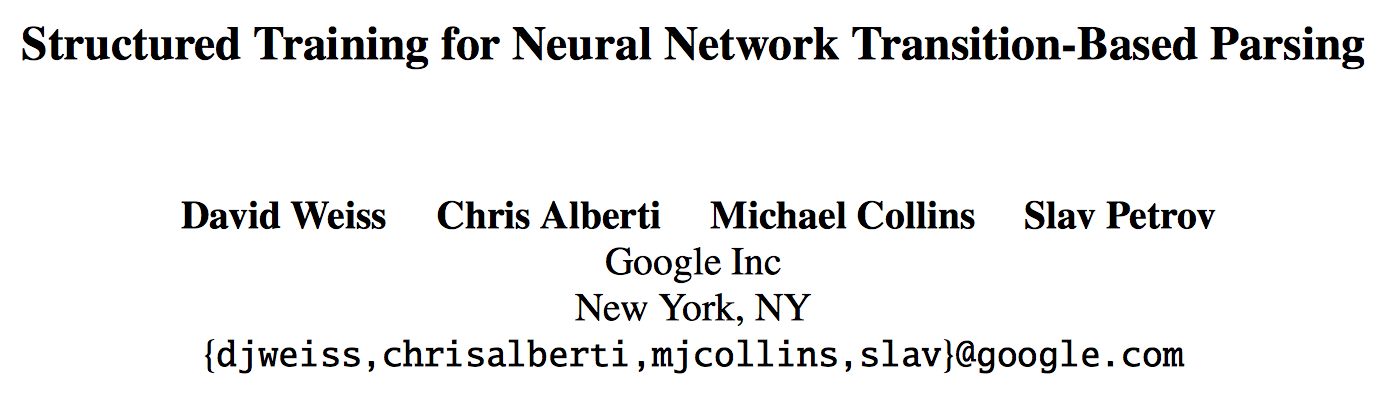 Structured Training for Neural Network Transition-Based Parsing
David Weiss Chris Alberti Michael Collins Slav Petrov
Google Inc
New York, NY
{djweiss,chrisalberti,mjcollins,slav}@google.com